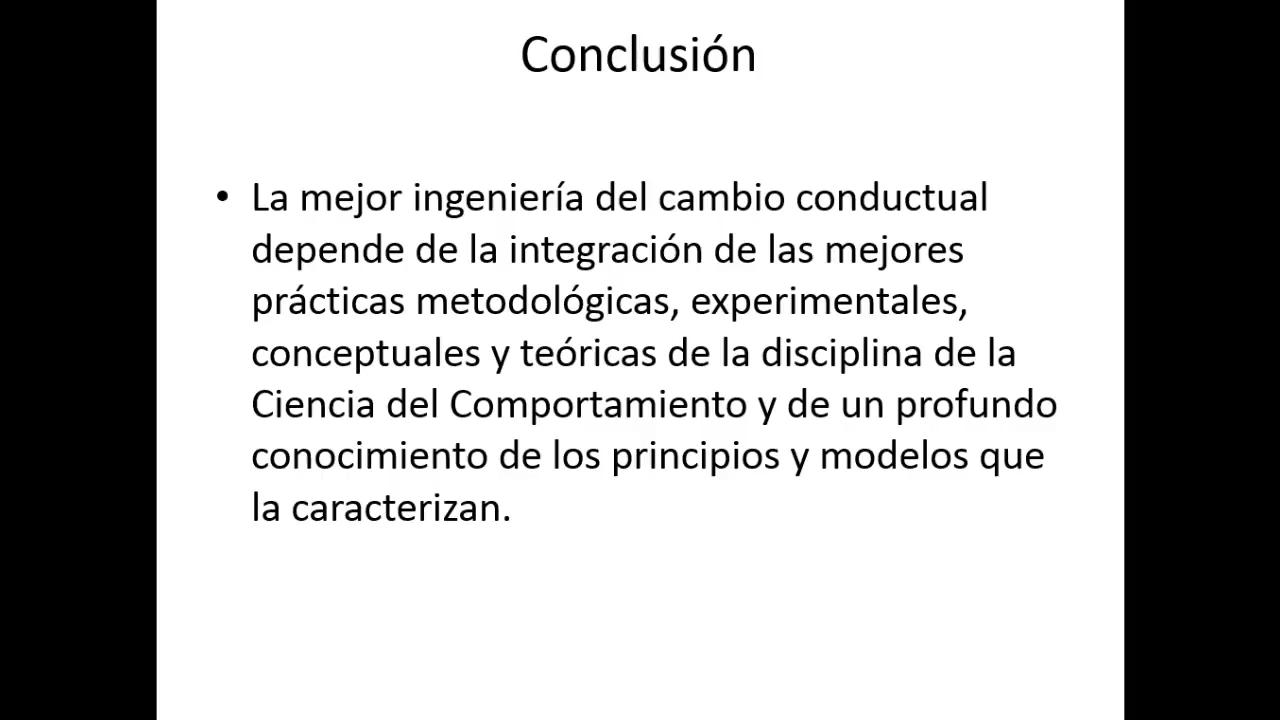 Conclusión
• La mejor ingeniería del cambio conductual
depende de la integración de las mejores
prácticas metodológicas, experimentales,
conceptuales y teóricas de la disciplina de la
Ciencia del Comportamiento y de un profundo
conocimiento de los principios y modelos que
la caracterizan.